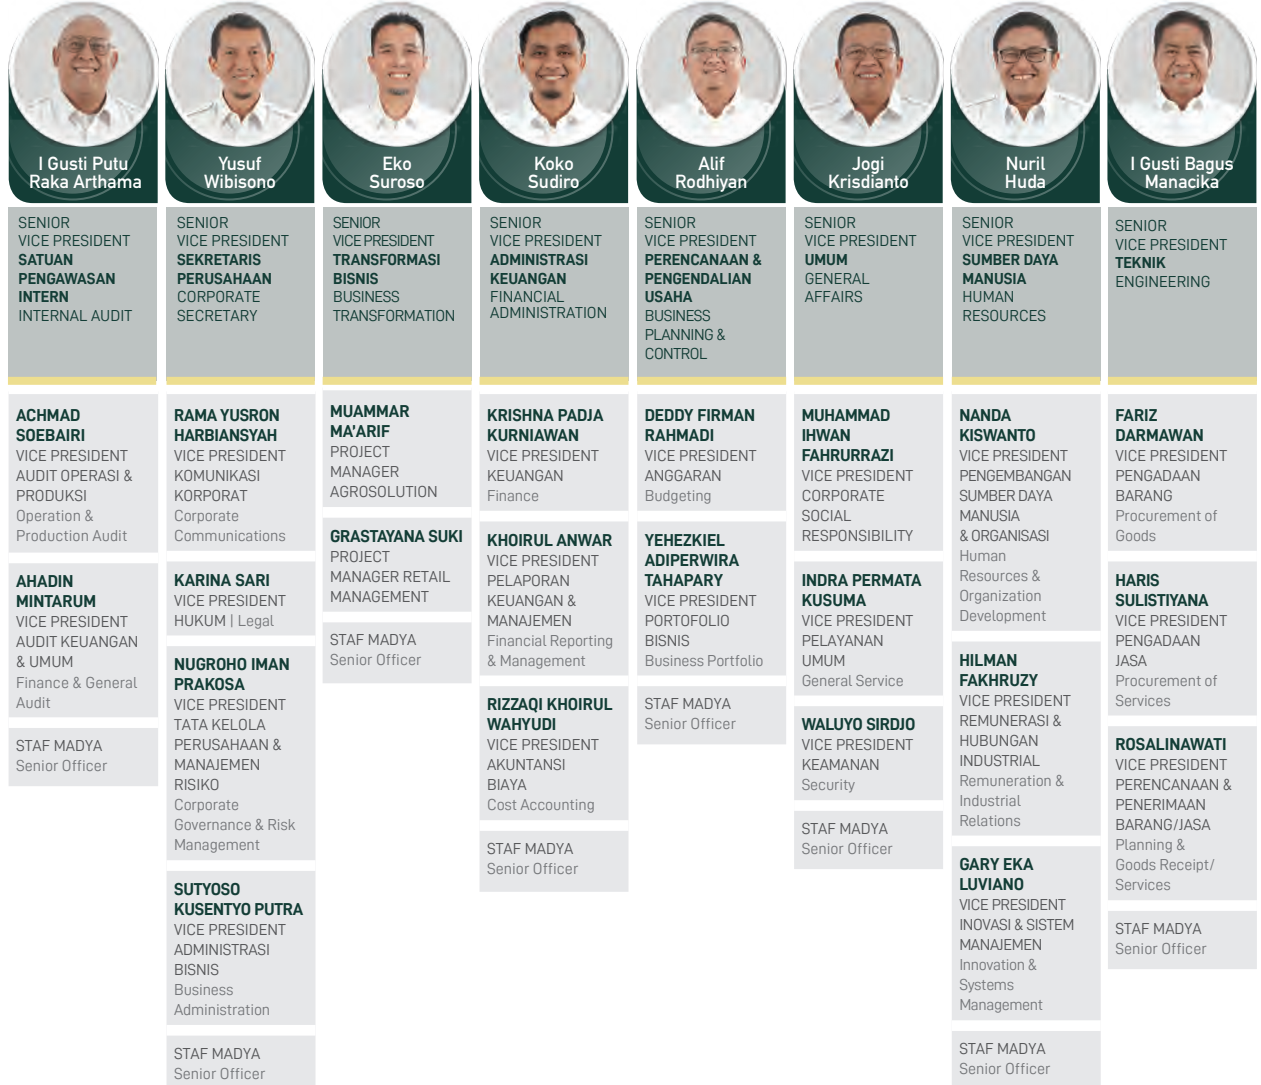 I Gusti Putu
Raka Arthama
SENIOR
VICE PRESIDENT
SATUAN
PENGAWASAN
INTERN
INTERNAL AUDIT
ACHMAD
SOEBAIRI
VICE PRESIDENT
AUDIT OPERASI &
PRODUKSI
Operation &
Production Audit
AHADIN
MINTARUM
VICE PRESIDENT
AUDIT KEUANGAN
& UMUM
Finance & General
Audit
STAF MADYA
Senior Officer
Yusuf
Wibisono
SENIOR
VICE PRESIDENT
SEKRETARIS
PERUSAHAAN
CORPORATE
SECRETARY
RAMA YUSRON
HARBIANSYAH
VICE PRESIDENT
KOMUNIKASI
KORPORAT
Corporate
Communications
KARINA SARI
VICE PRESIDENT
HUKUM | Legal
NUGROHO IMAN
PRAKOSA
VICE PRESIDENT
TATA KELOLA
PERUSAHAAN &
MANAJEMEN
RISIKO
Corporate
Governance & Risk
Management
SUTYOSO
KUSENTYO PUTRA
VICE PRESIDENT
ADMINISTRASI
BISNIS
Business
Administration
STAF MADYA
Senior Officer
Eko
Suroso
SENIOR
VICE PRESIDENT
TRANSFORMASI
BISNIS
BUSINESS
TRANSFORMATION
MUAMMAR
MA'ARIF
PROJECT
MANAGER
AGROSOLUTION
GRASTAYANA SUKI
PROJECT
MANAGER RETAIL
MANAGEMENT
STAF MADYA
Senior Officer
Koko
Sudiro
SENIOR
VICE PRESIDENT
ADMINISTRASI
KEUANGAN
FINANCIAL
ADMINISTRATION
KRISHNA PADJA
KURNIAWAN
VICE PRESIDENT
KEUANGAN
Finance
KHOIRUL ANWAR
VICE PRESIDENT
PELAPORAN
KEUANGAN &
MANAJEMEN
Financial Reporting
& Management
RIZZAQI KHOIRUL
WAHYUDI
VICE PRESIDENT
AKUNTANSI
BIAYA
Cost Accounting
STAF MADYA
Senior Officer
Alif
Rodhiyan
SENIOR
VICE PRESIDENT
PERENCANAAN &
PENGENDALIAN
USAHA
BUSINESS
PLANNING &
CONTROL
DEDDY FIRMAN
RAHMADI
VICE PRESIDENT
ANGGARAN
Budgeting
YEHEZKIEL
ADIPERWIRA
TAHAPARY
VICE PRESIDENT
PORTOFOLIO
BISNIS
Business Portfolio
STAF MADYA
Senior Officer
Jogi
Krisdianto
SENIOR
VICE PRESIDENT
UMUM
GENERAL
AFFAIRS
MUHAMMAD
IHWAN
FAHRURRAZI
VICE PRESIDENT
CORPORATE
SOCIAL
RESPONSIBILITY
INDRA PERMATA
KUSUMA
VICE PRESIDENT
PELAYANAN
UMUM
General Service
WALUYO SIRDJO
VICE PRESIDENT
KEAMANAN
Security
STAF MADYA
Senior Officer
Nuril
Huda
SENIOR
VICE PRESIDENT
SUMBER DAYA
MANUSIA
HUMAN
RESOURCES
NANDA
KISWANTO
VICE PRESIDENT
PENGEMBANGAN
SUMBER DAYA
MANUSIA
& ORGANISASI
Human
Resources &
Organization
Development
HILMAN
FAKHRUZY
VICE PRESIDENT
REMUNERASI &
HUBUNGAN
INDUSTRIAL
Remuneration &
Industrial
Relations
GARY EKA
LUVIANO
VICE PRESIDENT
INOVASI & SISTEM
MANAJEMEN
Innovation &
Systems
Management
STAF MADYA
Senior Officer
I Gusti Bagus
Manacika
SENIOR
VICE PRESIDENT
TEKNIK
ENGINEERING
FARIZ
DARMAWAN
VICE PRESIDENT
PENGADAAN
BARANG
Procurement of
Goods
HARIS
SULISTIYANA
VICE PRESIDENT
PENGADAAN
JASA
Procurement of
Services
ROSALINAWATI
VICE PRESIDENT
PERENCANAAN &
PENERIMAAN
BARANG/JASA
Planning &
Goods Receipt/
Services
STAF MADYA
Senior Officer